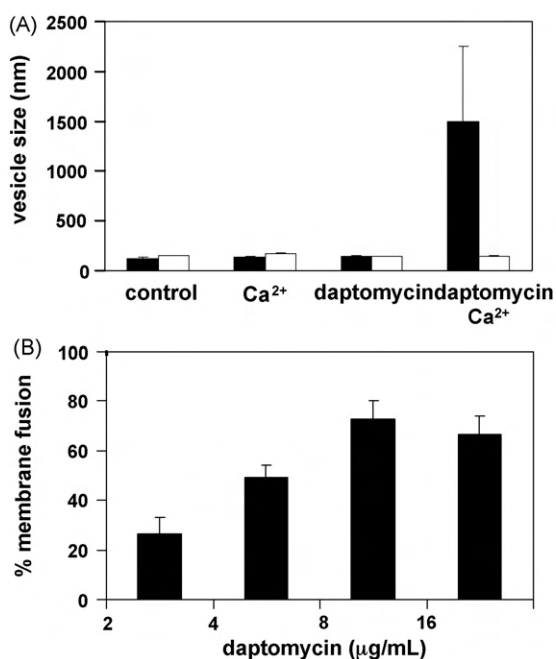 (A)
vesicle size (nm)
2500
2000
1500
1000
500
0
control Ca²⁺ daptomycin daptomycin
Ca²⁺
(B)
% membrane fusion
100
80
60
40
20
0
2 4 8 16
daptomycin (μg/mL)